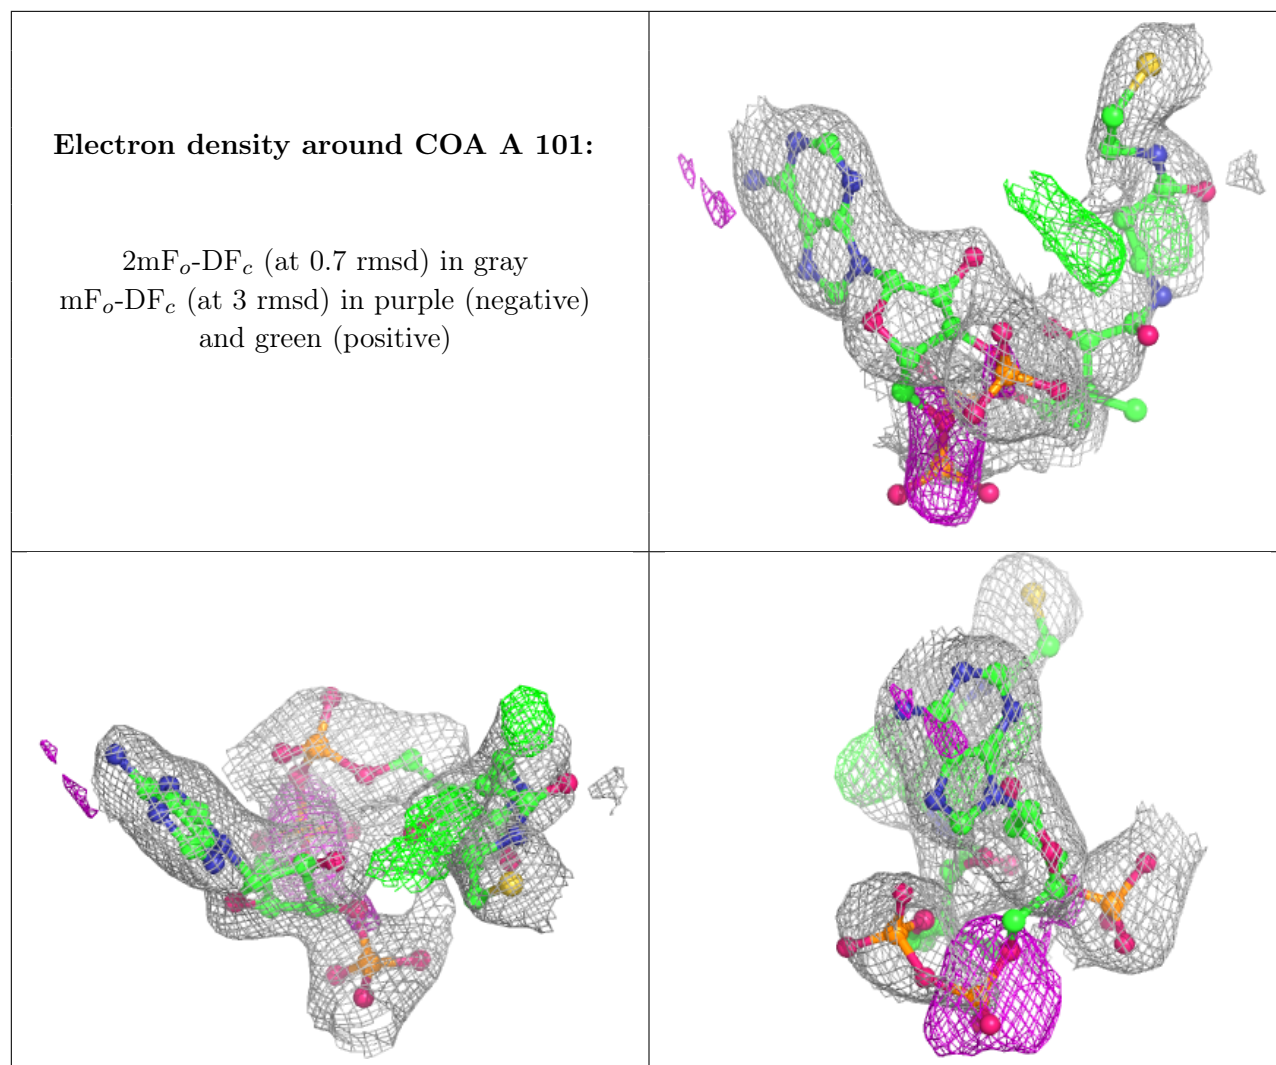 Electron density around COA A 101:
2mFo-DFc (at 0.7 rmsd) in gray
mFo-DFc (at 3 rmsd) in purple (negative)
and green (positive)